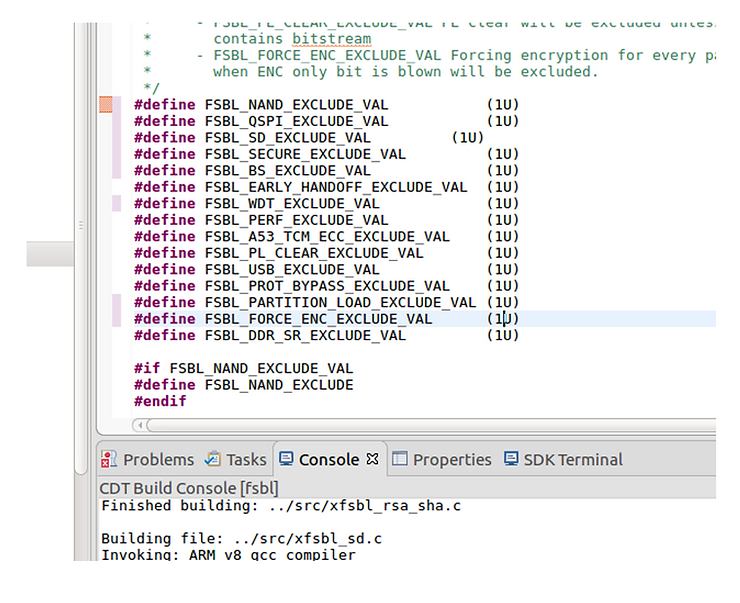 * - FSBL_PL_CLEAR_EXCLUDE_VAL PL clear will be excluded unless
* contains bitstream
* - FSBL_FORCE_ENC_EXCLUDE_VAL Forcing encryption for every pa
* when ENC only bit is blown will be excluded.
*/
#define FSBL_NAND_EXCLUDE_VAL (1U)
#define FSBL_QSPI_EXCLUDE_VAL (1U)
#define FSBL_SD_EXCLUDE_VAL (1U)
#define FSBL_SECURE_EXCLUDE_VAL (1U)
#define FSBL_BS_EXCLUDE_VAL (1U)
#define FSBL_EARLY_HANDOFF_EXCLUDE_VAL (1U)
#define FSBL_WDT_EXCLUDE_VAL (1U)
#define FSBL_PERF_EXCLUDE_VAL (1U)
#define FSBL_A53_TCM_ECC_EXCLUDE_VAL (1U)
#define FSBL_PL_CLEAR_EXCLUDE_VAL (1U)
#define FSBL_USB_EXCLUDE_VAL (1U)
#define FSBL_PROT_BYPASS_EXCLUDE_VAL (1U)
#define FSBL_PARTITION_LOAD_EXCLUDE_VAL (1U)
#define FSBL_FORCE_ENC_EXCLUDE_VAL (1U)
#define FSBL_DDR_SR_EXCLUDE_VAL (1U)
#if FSBL_NAND_EXCLUDE_VAL
#define FSBL_NAND_EXCLUDE
#endif
Problems Tasks Console Properties SDK Terminal
CDT Build Console [fsbl]
Finished building: ../src/xfsbl_rsa_sha.c
Building file: ../src/xfsbl_sd.c
Invoking: ARM v8 gcc compiler